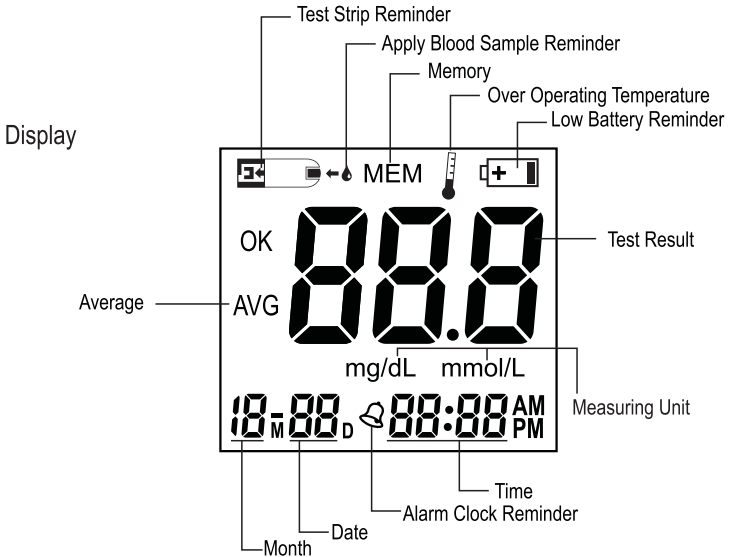 Test Strip Reminder
Apply Blood Sample Reminder
Memory
Over Operating Temperature
Low Battery Reminder
Display
MEM
OK
88.8
Test Result
Average
AVG
mg/dL mmol/L
Measuring Unit
18-88 88:88 AM
M D PM
Time
Alarm Clock Reminder
Date
Month